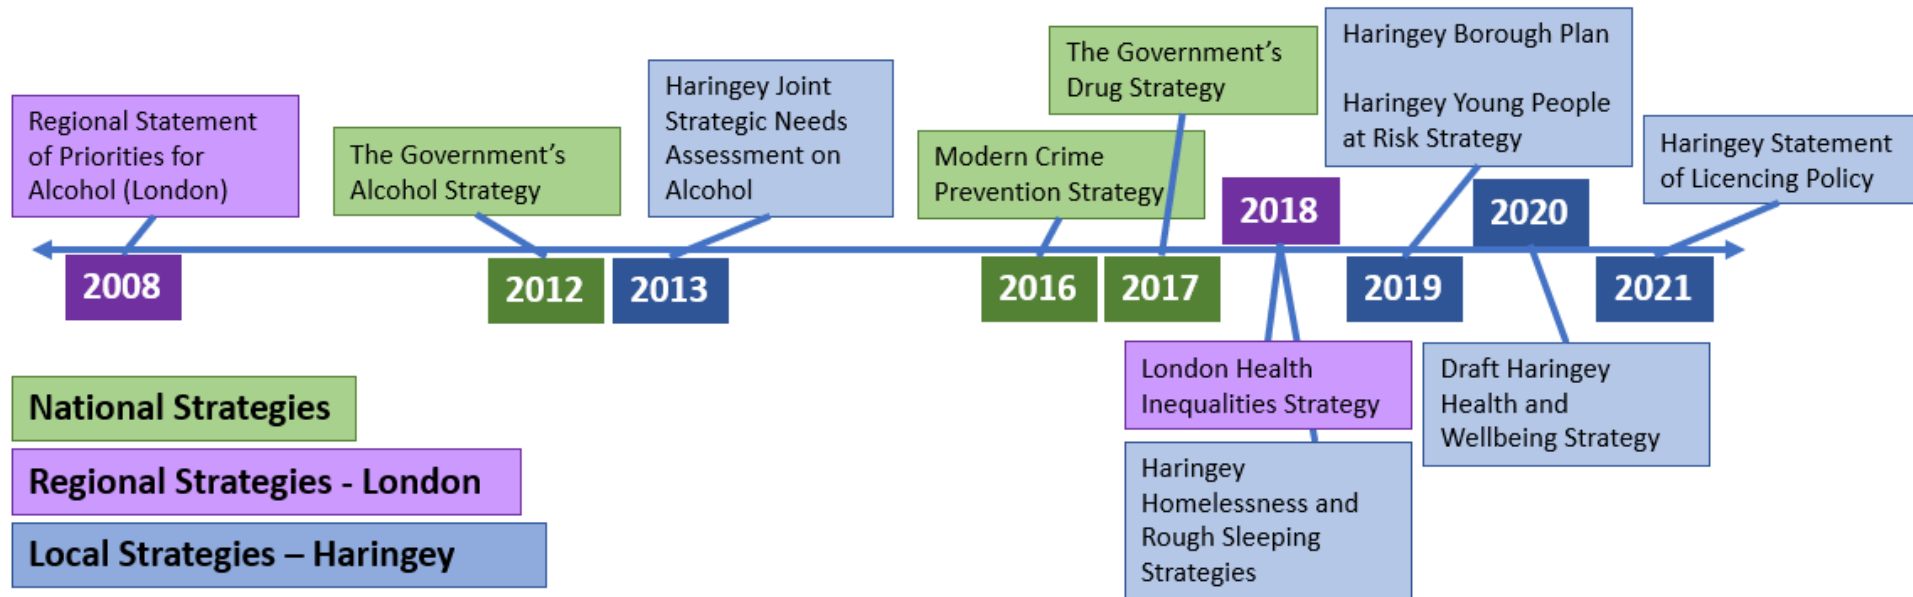 Regional Statement
of Priorities for
Alcohol (London)
2008
The Government’s
Alcohol Strategy
2012
Haringey Joint
Strategic Needs
Assessment on
Alcohol
2013
Modern Crime
Prevention Strategy
2016
The Government’s
Drug Strategy
2017
2018
London Health
Inequalities Strategy
Haringey
Homelessness and
Rough Sleeping
Strategies
Haringey Borough Plan
Haringey Young People
at Risk Strategy
2019
2020
Draft Haringey
Health and
Wellbeing Strategy
Haringey Statement
of Licencing Policy
2021
National Strategies
Regional Strategies - London
Local Strategies – Haringey